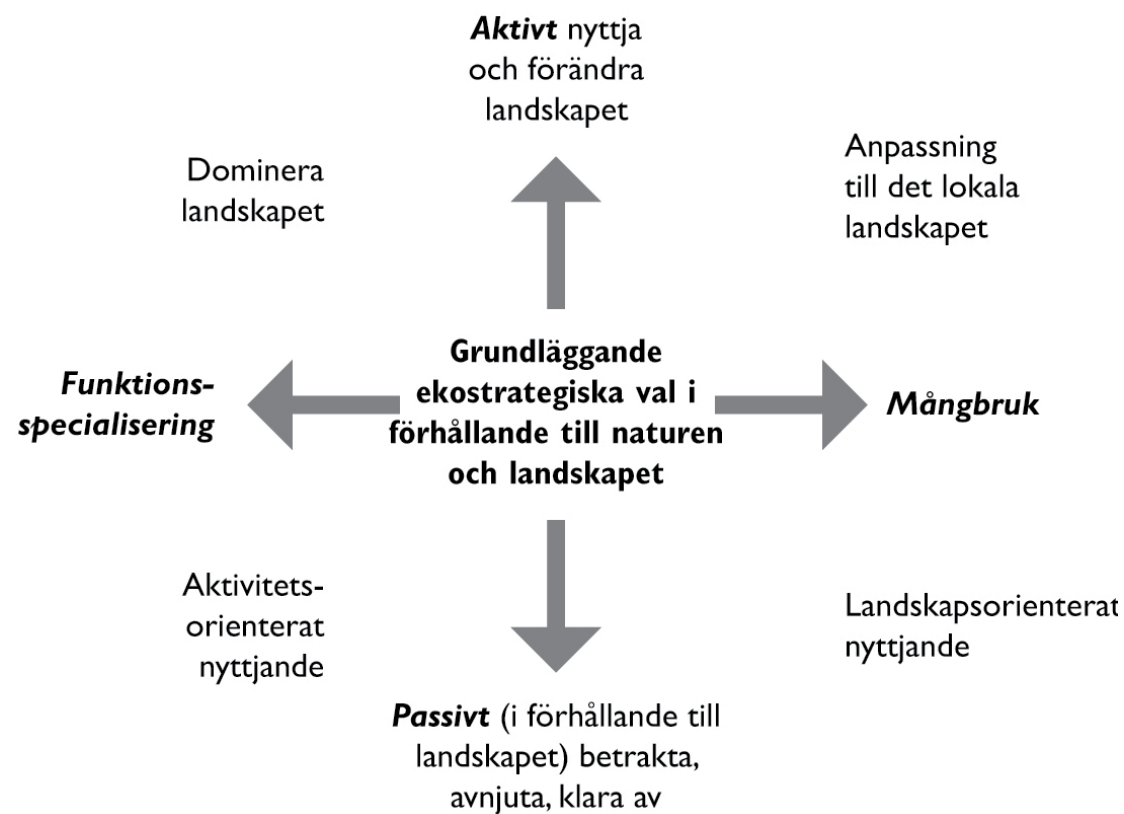 Aktivt nyttja
och förändra
landskapet
Dominera
landskapet
Anpassning
till det lokala
landskapet
Funktions-
specialisering
Grundläggande
ekostrategiska val i
förhållande till naturen
och landskapet
Mångbruk
Aktivitets-
orienterat
nyttjande
Landskapsorienterat
nyttjande
Passivt (i förhållande till
landskapet) betrakta,
avnjuta, klara av